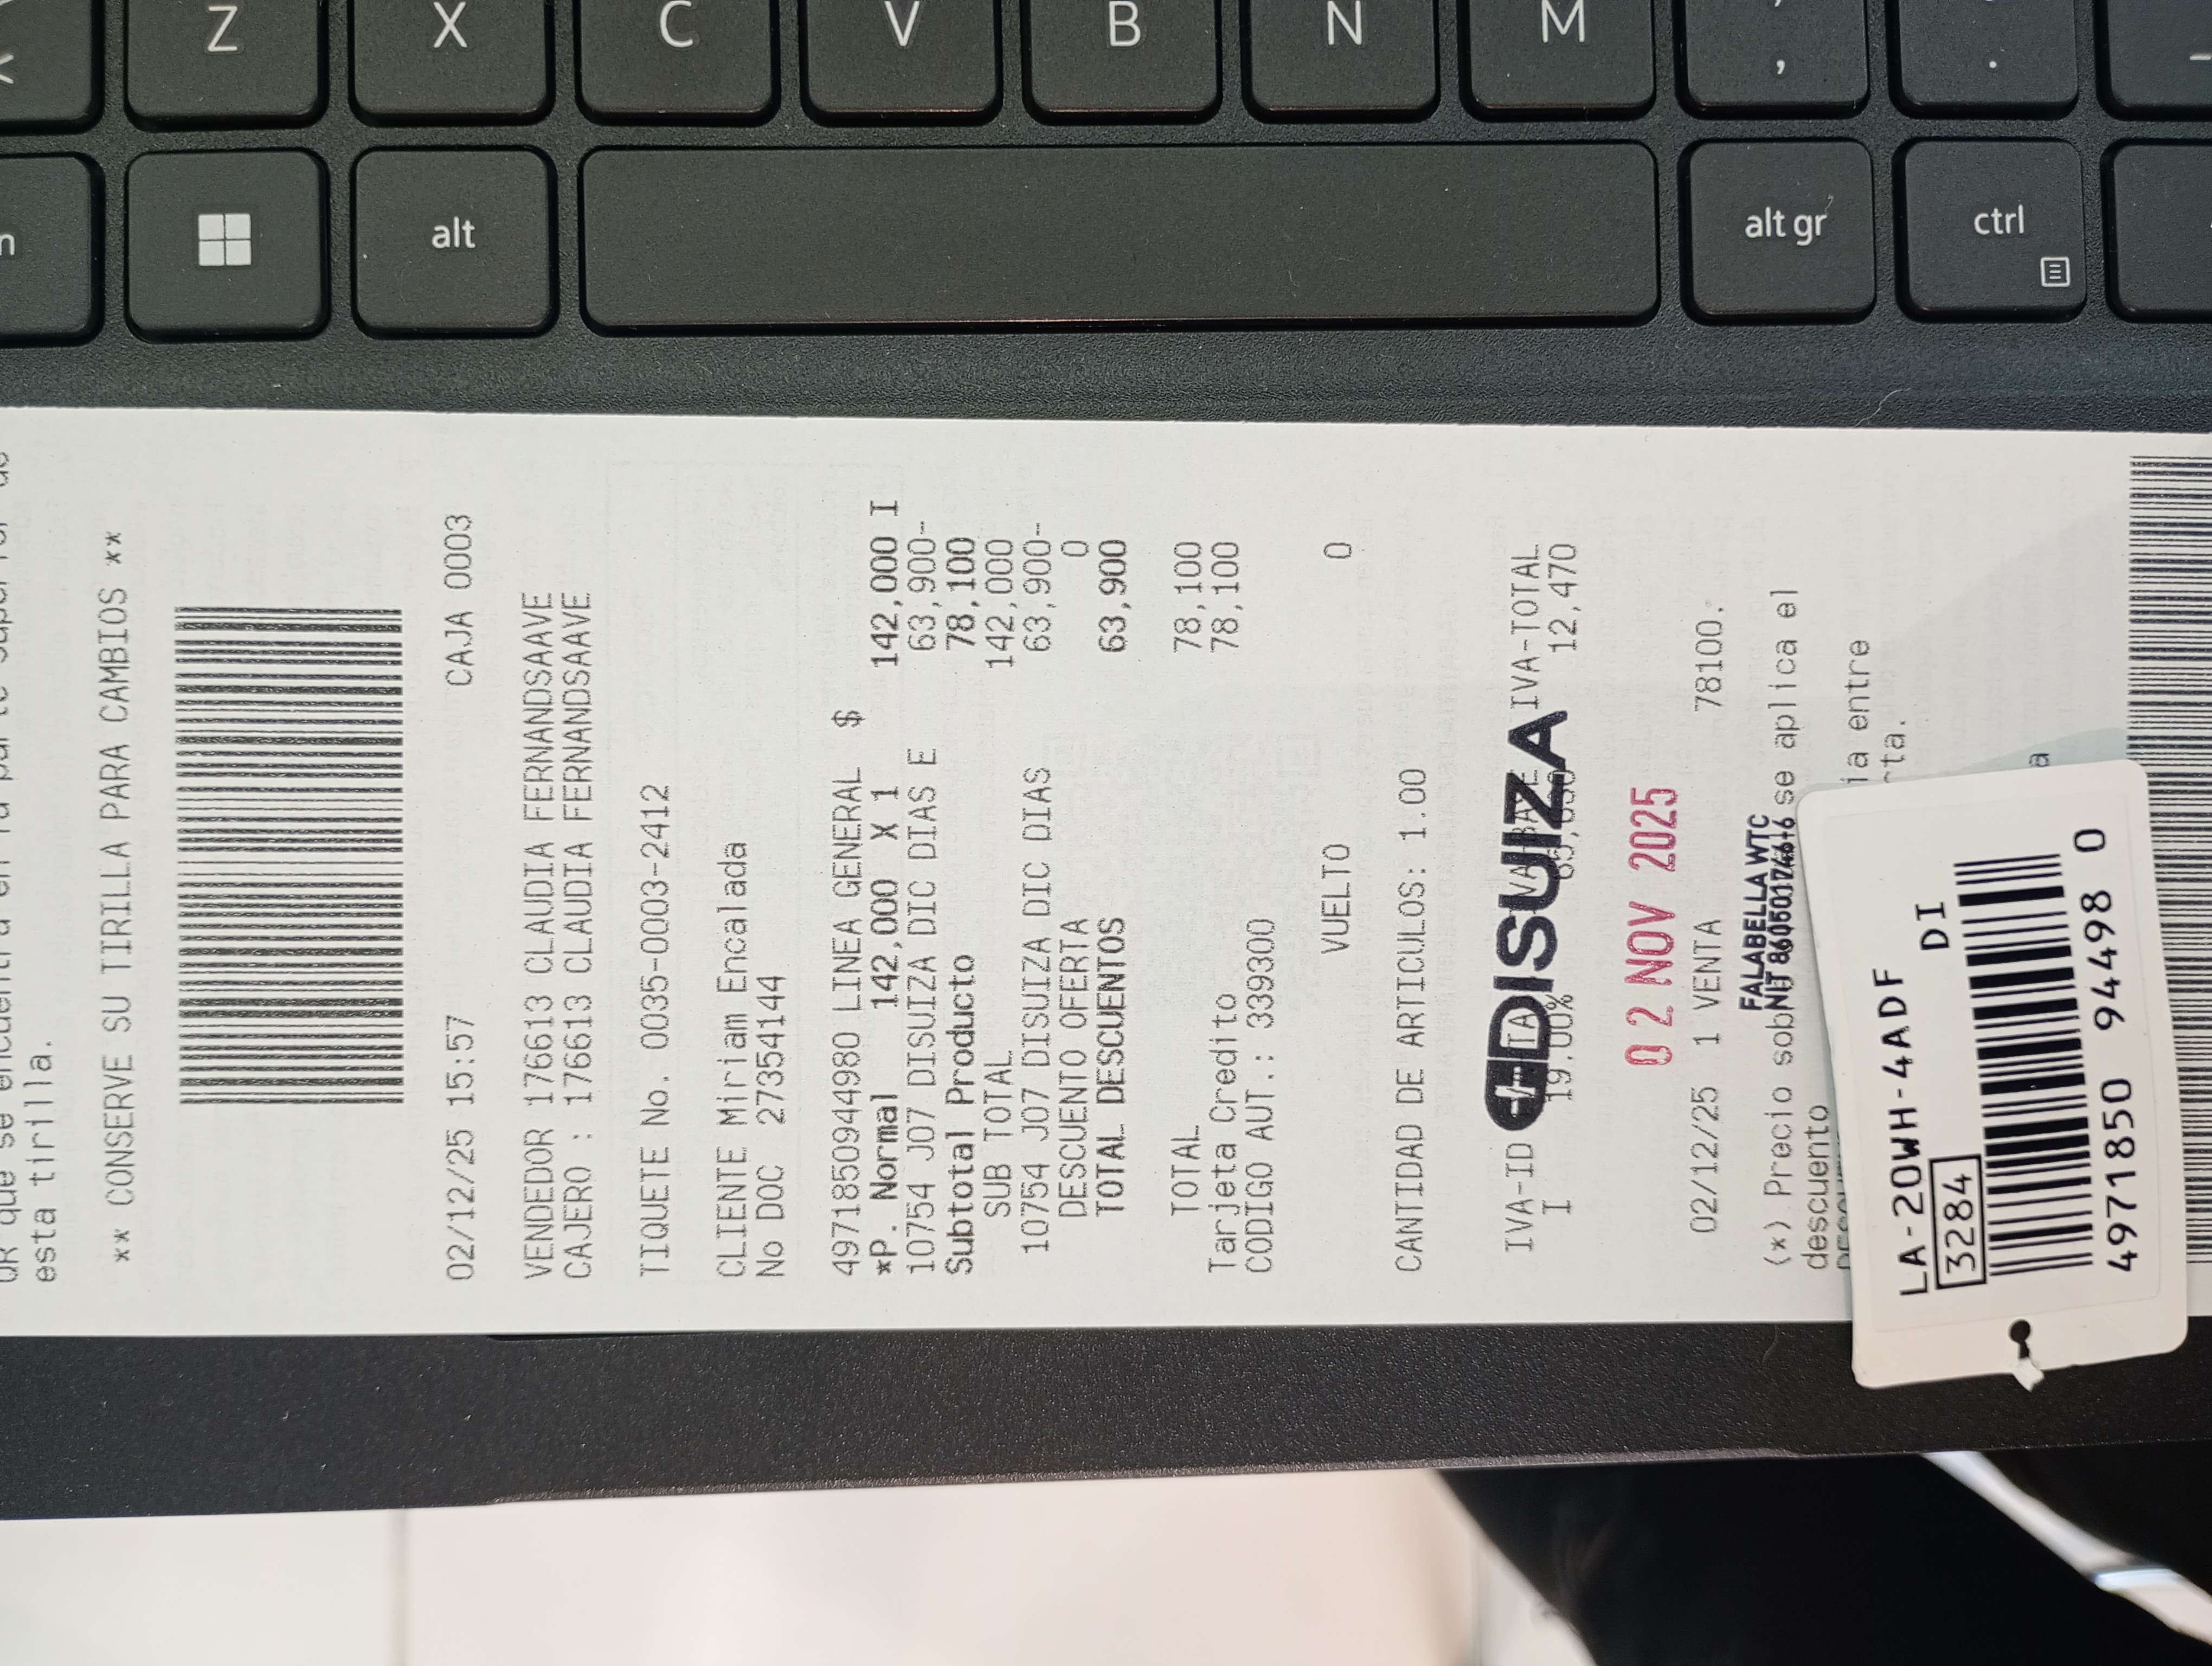 Z X C V B N M , .
alt alt gr ctrl
esta tirilla.
** CONSERVE SU TIRILLA PARA CAMBIOS **
02/12/25 15:57 CAJA 0003
VENDEDOR 176613 CLAUDIA FERNANDSAAVE
CAJERO : 176613 CLAUDIA FERNANDSAAVE
TIQUETE No. 0035-0003-2412
CLIENTE Miriam Encalada
No DOC 27354144
4971850944980 LINEA GENERAL $
*P. Normal 142,000 X 1 142,000 I
10754 J07 DISUIZA DIC DIAS E 63,900-
Subtotal Producto 78,100
SUB TOTAL 142,000
10754 J07 DISUIZA DIC DIAS 63,900-
DESCUENTO OFERTA 0
TOTAL DESCUENTOS 63,900
TOTAL 78,100
Tarjeta Credito 78,100
CODIGO AUT.: 339300
VUELTO 0
CANTIDAD DE ARTICULOS: 1.00
IVA-ID IVA-TOTAL
DISUIZA
I 19.00% 12,470
02 NOV 2025
02/12/25 1 VENTA 78100.
FALABELLA WTC
(*) Precio se aplica el
descuento
entre
LA-20WH-4ADF
3284 DI
4971850 94498 0